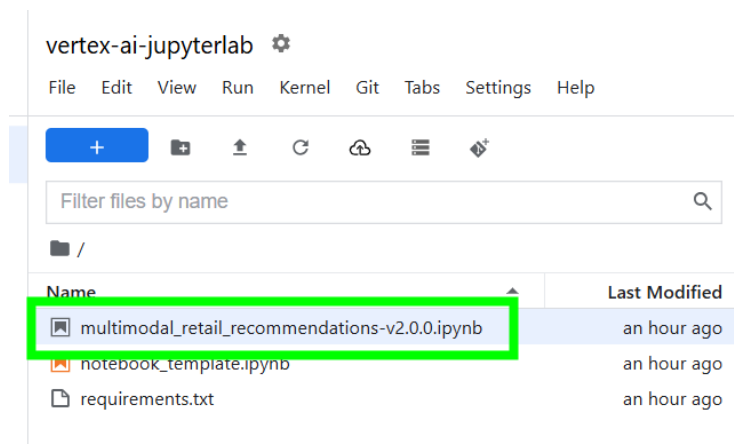 vertex-ai-jupyterlab
File Edit View Run Kernel Git Tabs Settings Help
Filter files by name
/
Name Last Modified
multimodal_retail_recommendations-v2.0.0.ipynb an hour ago
notebook_template.ipynb an hour ago
requirements.txt an hour ago